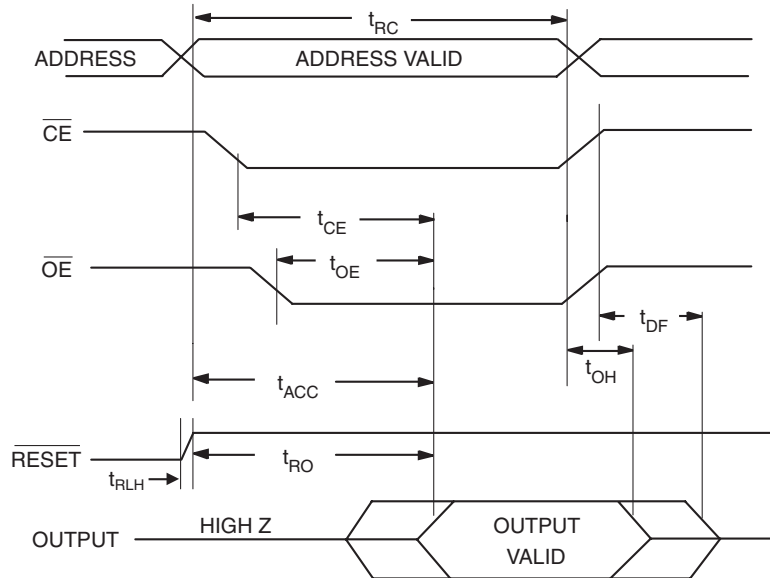 tRC
ADDRESS ADDRESS VALID
CE
tCE
OE tOE
tDF
tOH
tACC
RESET
tRO
tRLH
OUTPUT HIGH Z OUTPUT VALID